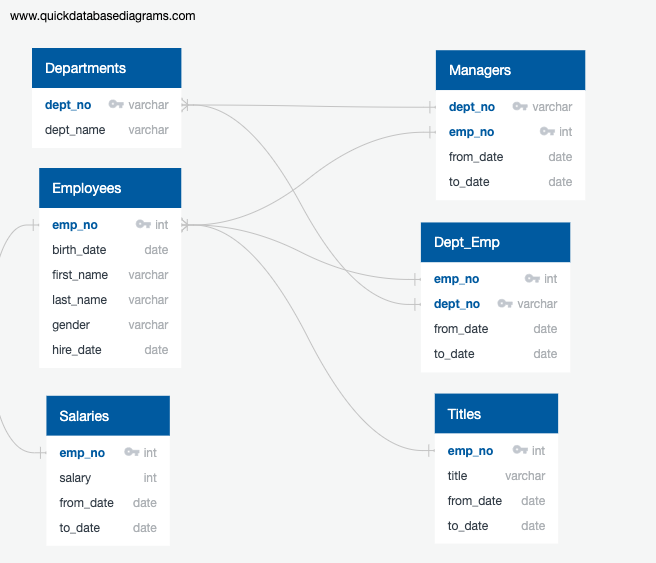 www.quickdatabasediagrams.com
Departments
dept_no varchar
dept_name varchar
Employees
emp_no int
birth_date date
first_name varchar
last_name varchar
gender varchar
hire_date date
Salaries
emp_no int
salary int
from_date date
to_date date
Managers
dept_no varchar
emp_no int
from_date date
to_date date
Dept_Emp
emp_no int
dept_no varchar
from_date date
to_date date
Titles
emp_no int
title varchar
from_date date
to_date date